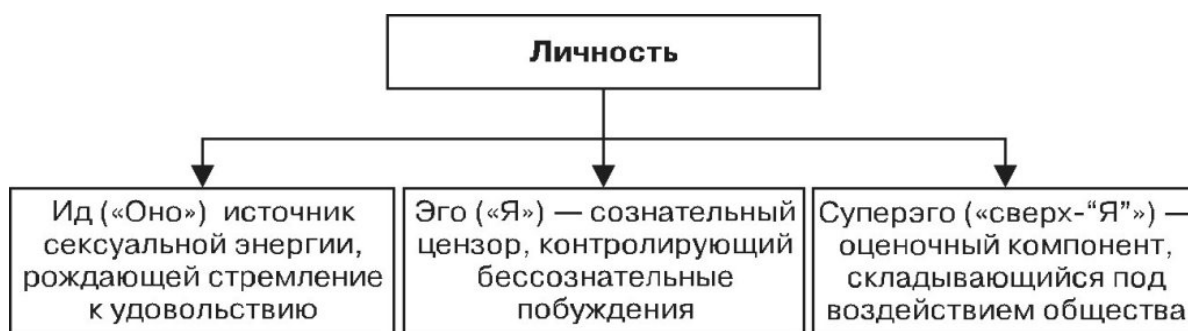 Личность
Ид («Оно»)  источник
сексуальной энергии,
рождающей стремление
к удовольствию
Эго («Я») — сознательный
цензор, контролирующий
бессознательные
побуждения
Суперэго («сверх-“Я”») —
оценочный компонент,
складывающийся под
воздействием общества